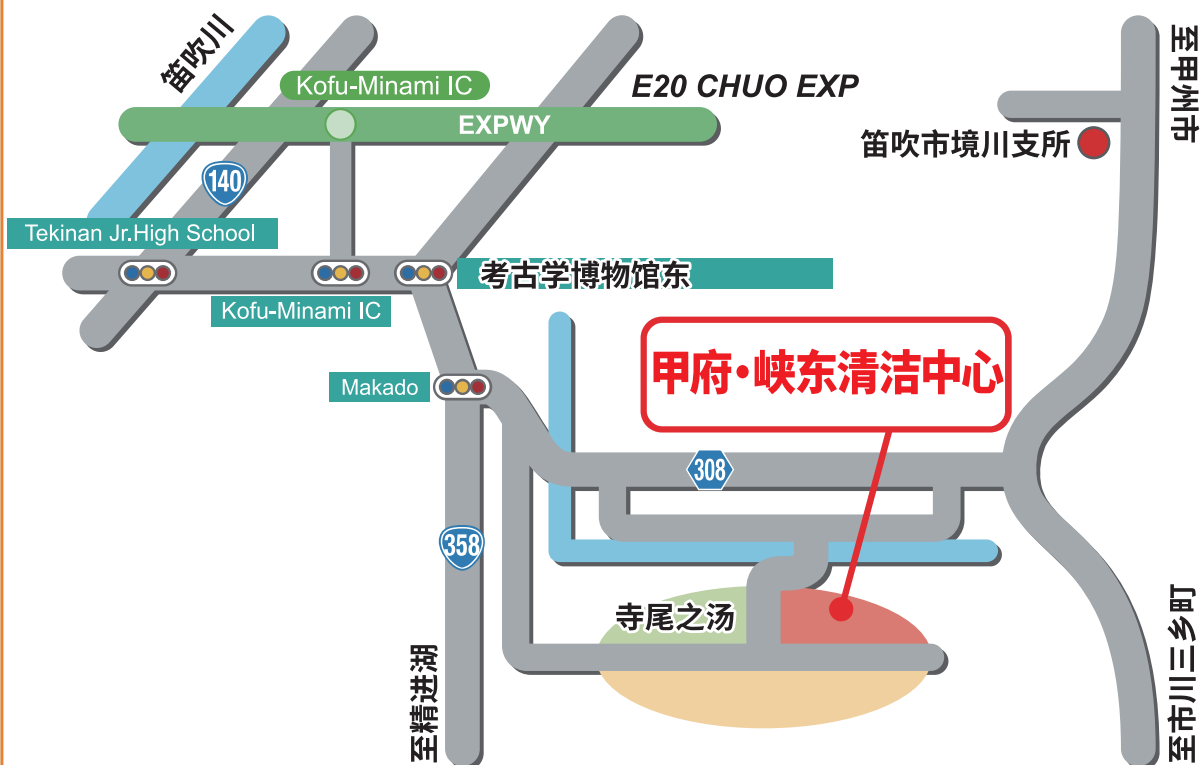 笛吹川
Kofu-Minami IC
E20 CHUO EXP
EXPWY
至甲州市
笛吹市境川支所
140
Tekinan Jr.High School
考古学博物馆东
Kofu-Minami IC
甲府·峡东清洁中心
Makado
308
358
寺尾之汤
至精进湖
至市川三乡町